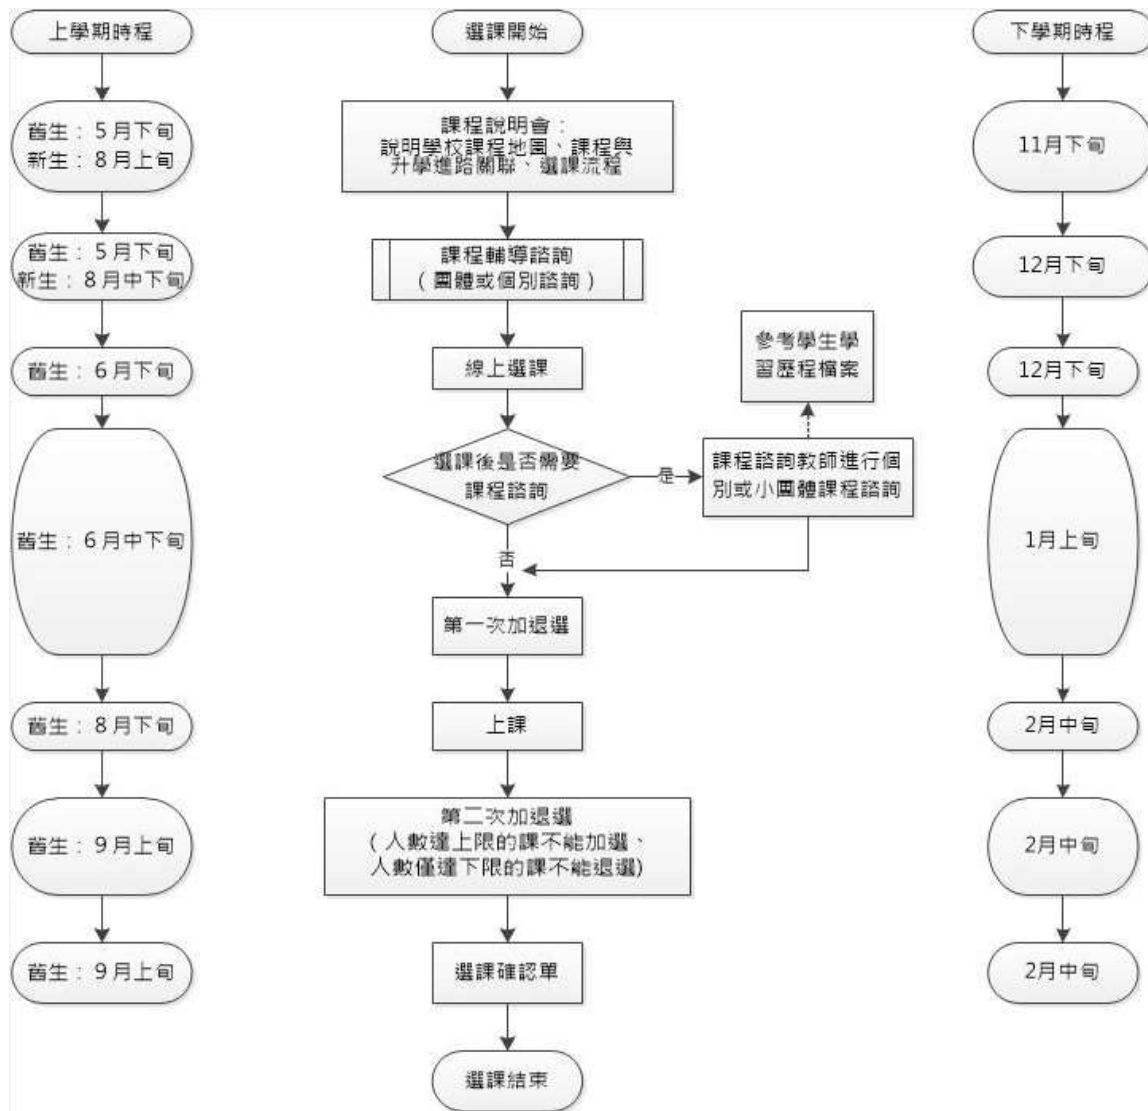 上學期時程
選課開始
下學期時程
舊生：5月下旬
新生：8月上旬
課程說明會：
說明學校課程地圖、課程與
升學進路關聯、選課流程
11月下旬
舊生：5月下旬
新生：8月中下旬
課程輔導諮詢
（團體或個別諮詢）
12月下旬
參考學生學
習歷程檔案
舊生：6月下旬
線上選課
12月下旬
選課後是否需要
課程諮詢
是
課程諮詢教師進行個
別或小團體課程諮詢
舊生：6月中下旬
1月上旬
否
第一次加退選
舊生：8月下旬
上課
2月中旬
第二次加退選
（人數達上限的課不能加選、
人數僅達下限的課不能退選)
舊生：9月上旬
2月中旬
舊生：9月上旬
選課確認單
2月中旬
選課結束